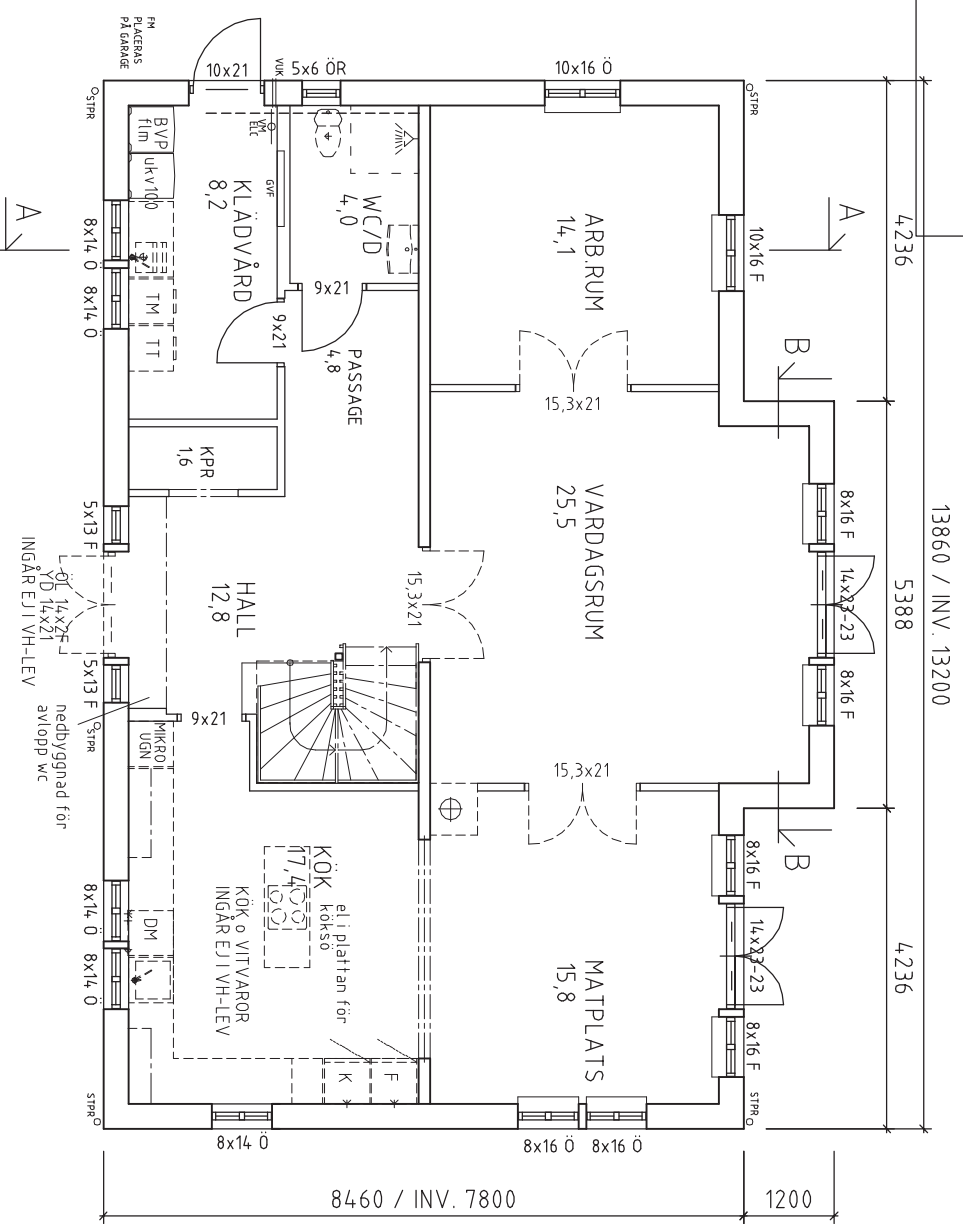 FM
PLACERAS
PÅ GARAGE
10x21
VUK
5x6 ÖR
10x16 Ö
STPR
STPR
BVP
flm
ukv100
VM
ELC
GVF
KLÄDVÅRD
8,2
WC/D
4,0
ARB.RUM
14,1
10x16 F
A
A
4236
8x14 Ö
8x14 Ö
TM
TT
9x21
9x21
PASSAGE
4,8
15,3x21
B
KPR
1,6
VARDAGSRUM
25,5
8x16 F
14x23-23
8x16 F
5388
13860 / INV. 13200
5x13 F
ÖL 14x2F
YD 14x21
INGÅR EJ I VH-LEV
5x13 F
HALL
12,8
15,3x21
STPR
nedbyggnad för
avlopp wc
9x21
MIKRO
UGN
15,3x21
B
8x16 F
14x23-23
8x16 F
4236
KÖK
17,4
el i plattan för
köksö
KÖK o VITVAROR
INGÅR EJ I VH-LEV
DM
8x14 Ö
8x14 Ö
MATPLATS
15,8
K
F
STPR
STPR
8x14 Ö
8x16 Ö
8x16 Ö
8460 / INV. 7800
1200